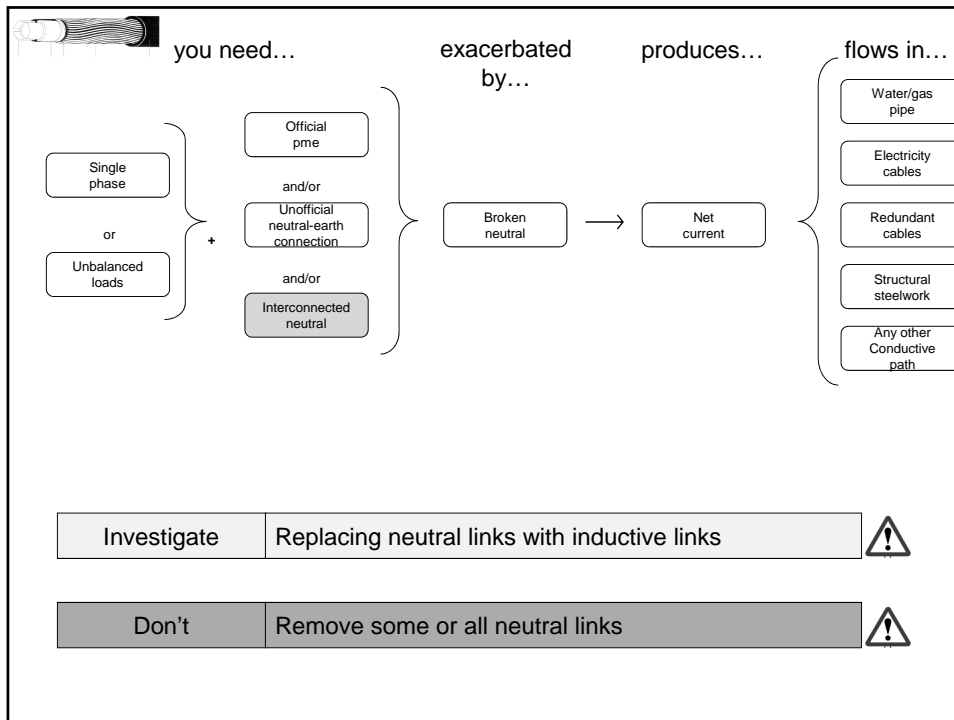 you need…
exacerbated
by…
produces…
flows in…
Single
phase
or
Unbalanced
loads
+
Official
pme
and/or
Unofficial
neutral-earth
connection
and/or
Interconnected
neutral
Broken
neutral
Net
current
Water/gas
pipe
Electricity
cables
Redundant
cables
Structural
steelwork
Any other
Conductive
path
Investigate
Replacing neutral links with inductive links
!
Don't
Remove some or all neutral links
!